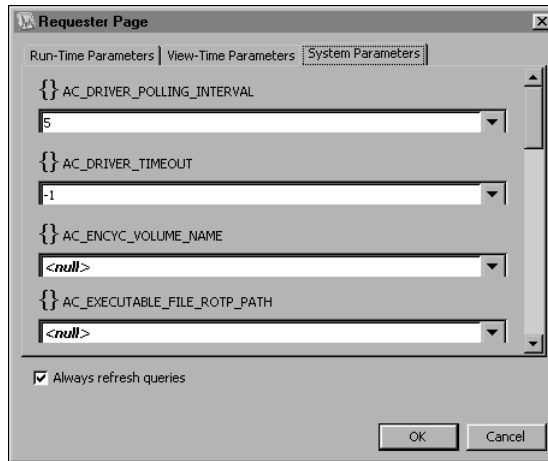 Requester Page
Run-Time Parameters View-Time Parameters System Parameters
{} AC_DRIVER_POLLING_INTERVAL
5
{} AC_DRIVER_TIMEOUT
-1
{} AC_ENCYC_VOLUME_NAME
<null>
{} AC_EXECUTABLE_FILE_ROTP_PATH
<null>
Always refresh queries
OK Cancel